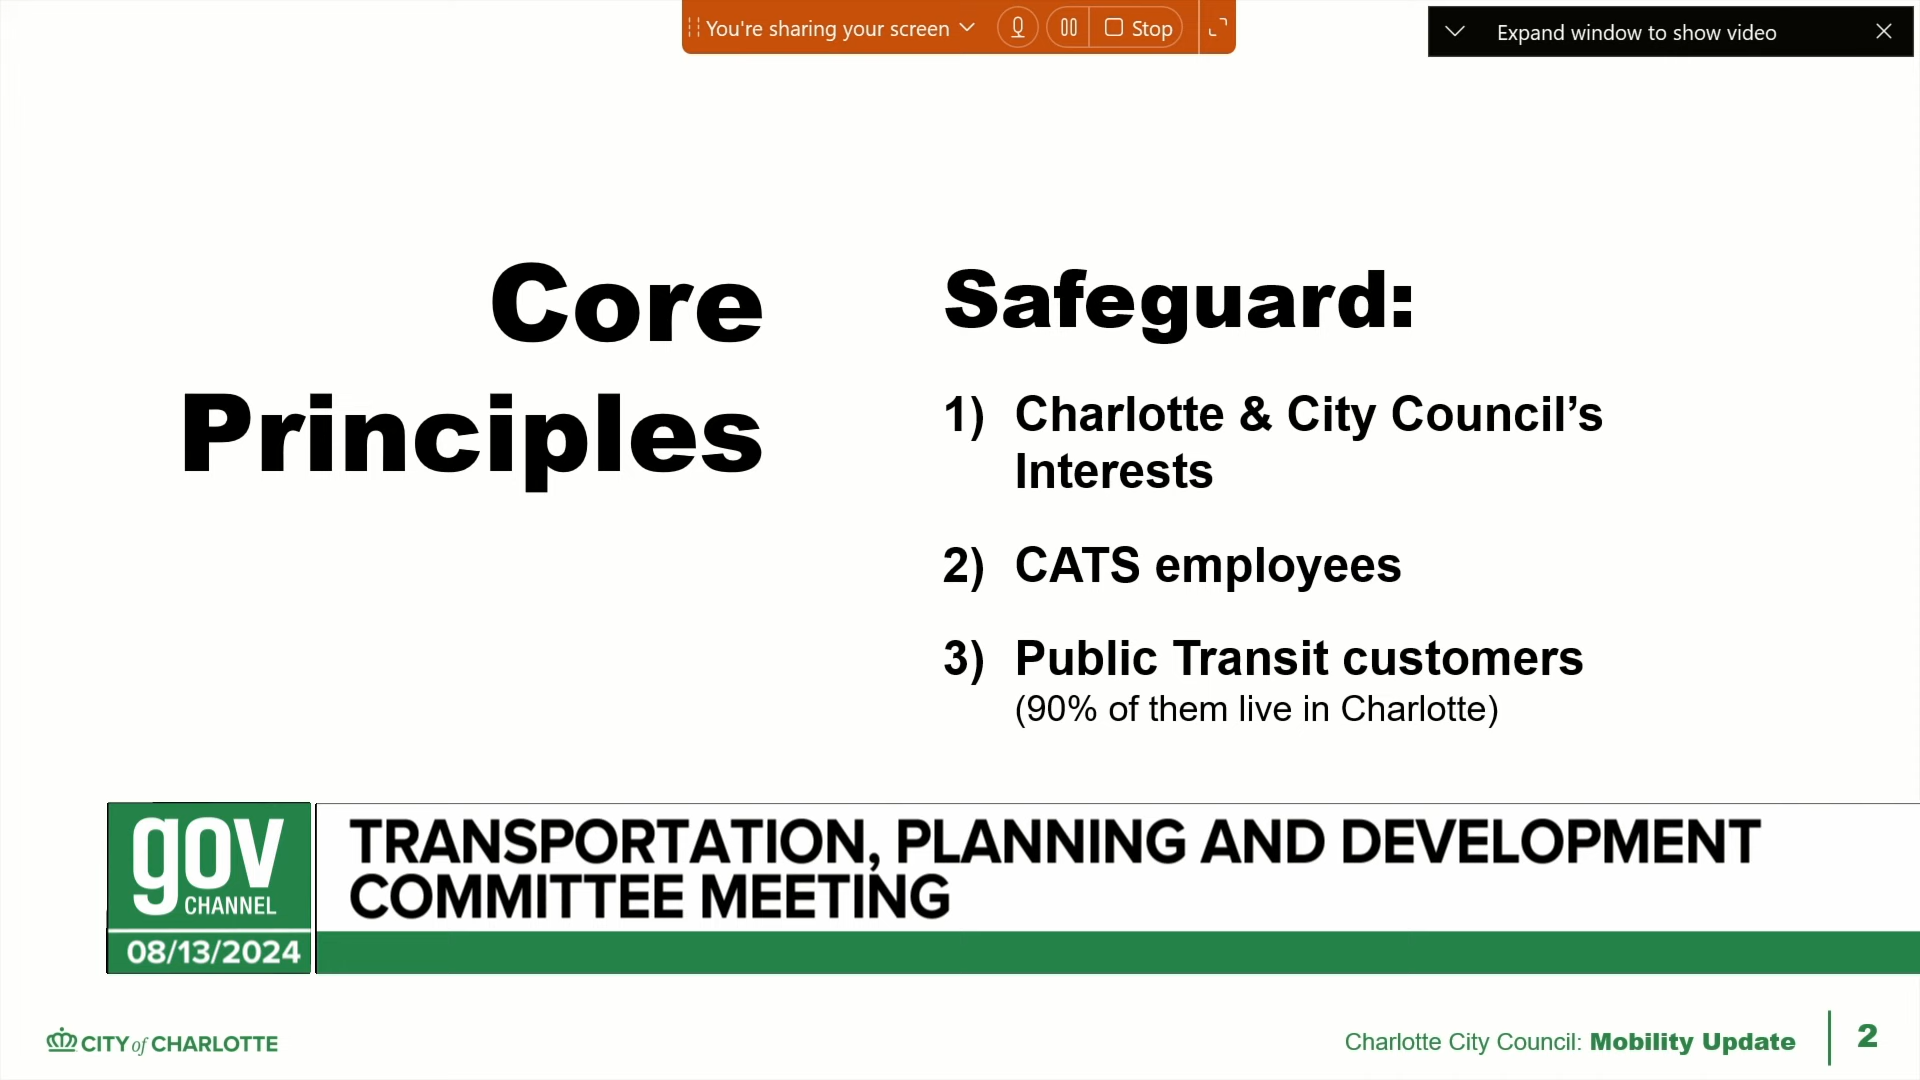 You're sharing your screen
Stop
Expand window to show video
Core
Principles
Safeguard:
1) Charlotte & City Council’s
Interests
2) CATS employees
3) Public Transit customers
(90% of them live in Charlotte)
gov
CHANNEL
08/13/2024
TRANSPORTATION, PLANNING AND DEVELOPMENT
COMMITTEE MEETING
CITY of CHARLOTTE
Charlotte City Council: Mobility Update
2